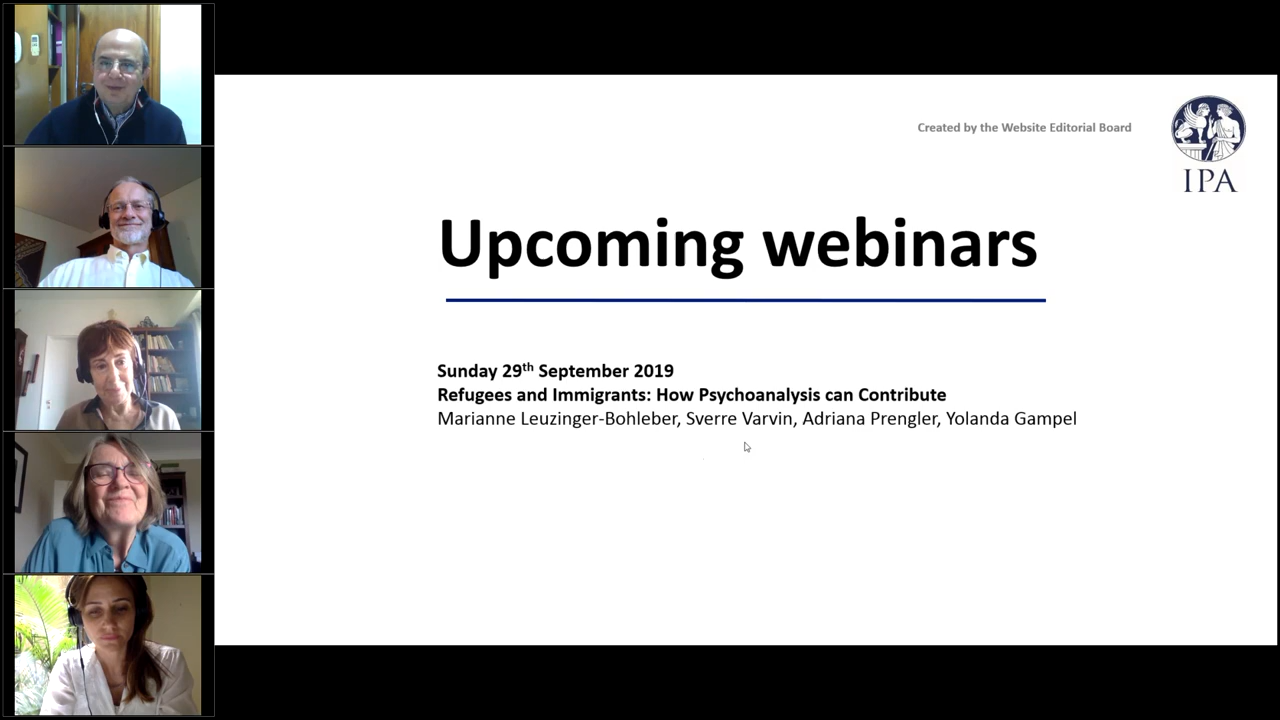 Created by the Website Editorial Board
IPA
Upcoming webinars
Sunday 29th September 2019
Refugees and Immigrants: How Psychoanalysis can Contribute
Marianne Leuzinger-Bohleber, Sverre Varvin, Adriana Prengler, Yolanda Gampel